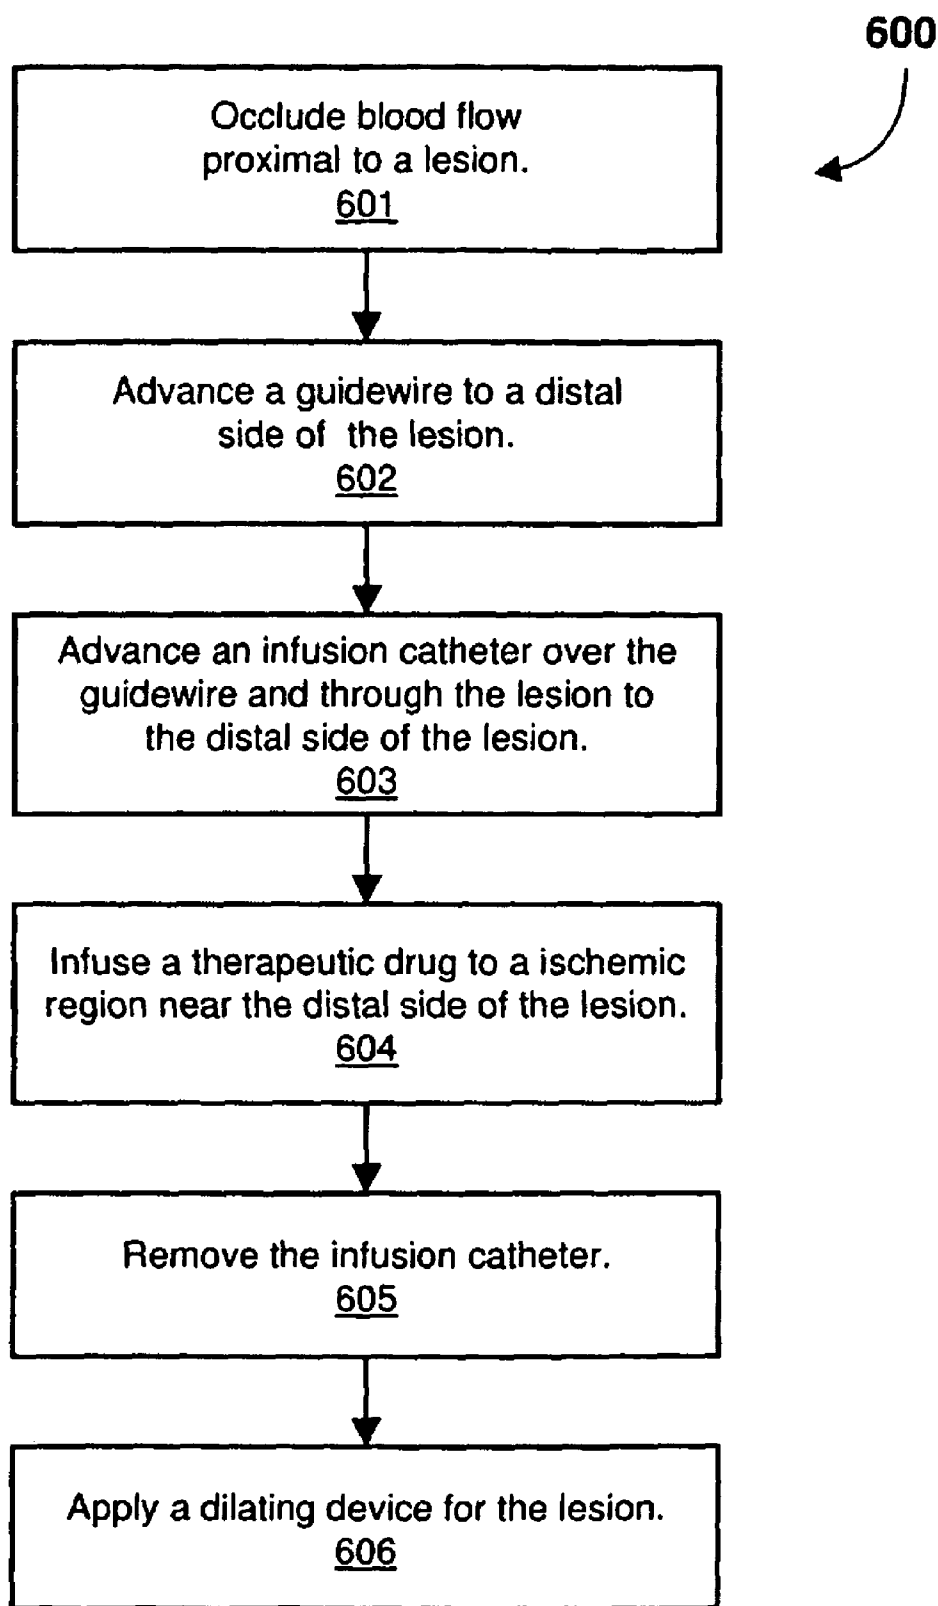 600
Occlude blood flow
proximal to a lesion.
601
Advance a guidewire to a distal
side of the lesion.
602
Advance an infusion catheter over the
guidewire and through the lesion to
the distal side of the lesion.
603
Infuse a therapeutic drug to a ischemic
region near the distal side of the lesion.
604
Remove the infusion catheter.
605
Apply a dilating device for the lesion.
606